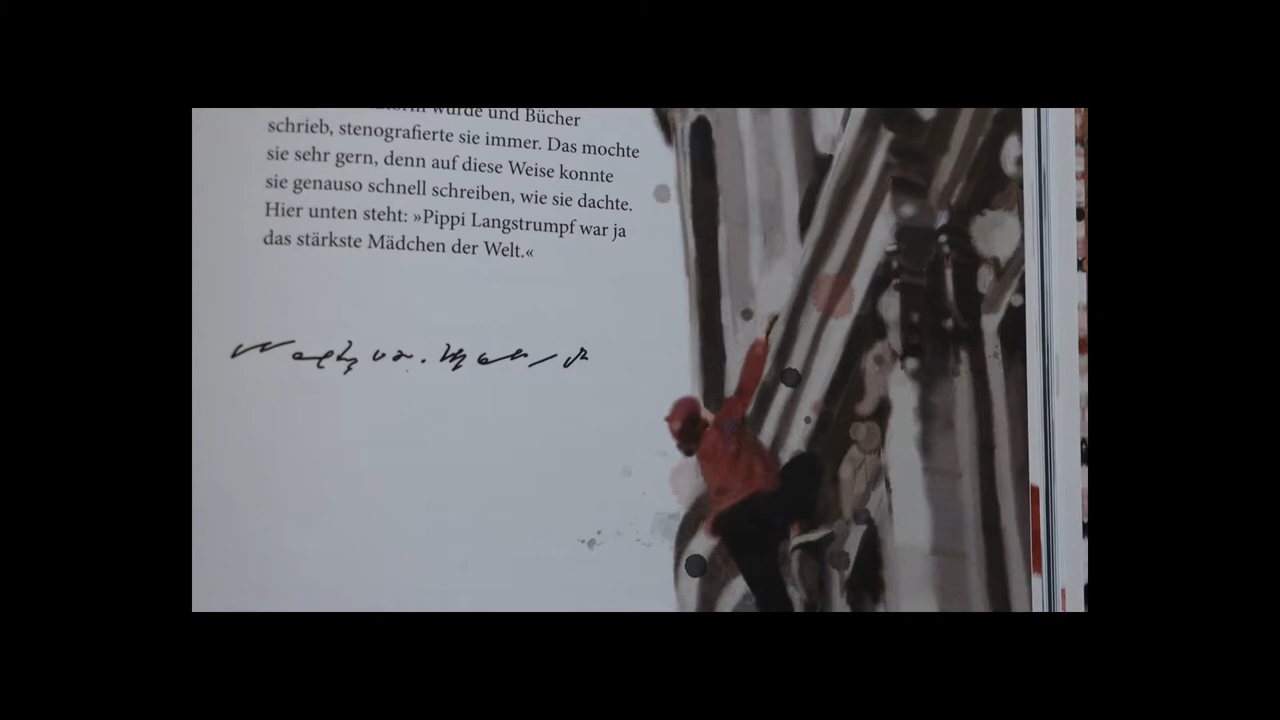 wurde und Bücher
schrieb, stenografierte sie immer. Das mochte
sie sehr gern, denn auf diese Weise konnte
sie genauso schnell schreiben, wie sie dachte.
Hier unten steht: »Pippi Langstrumpf war ja
das stärkste Mädchen der Welt.«